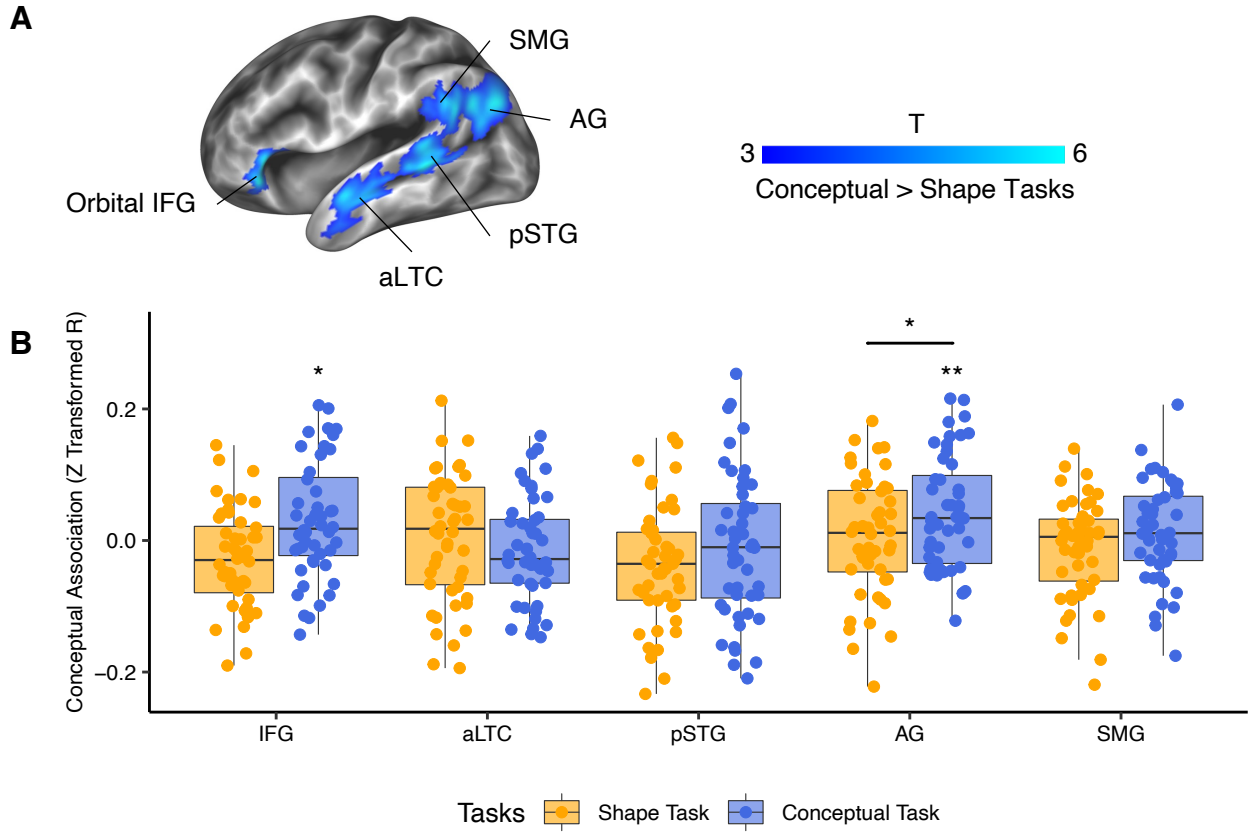 A
SMG
AG
Orbital IFG
pSTG
aLTC
T
3 6
Conceptual > Shape Tasks
B
Conceptual Association (Z Transformed R)
* ** *
0.2
0.0
−0.2
IFG aLTC pSTG AG SMG
Tasks Shape Task Conceptual Task